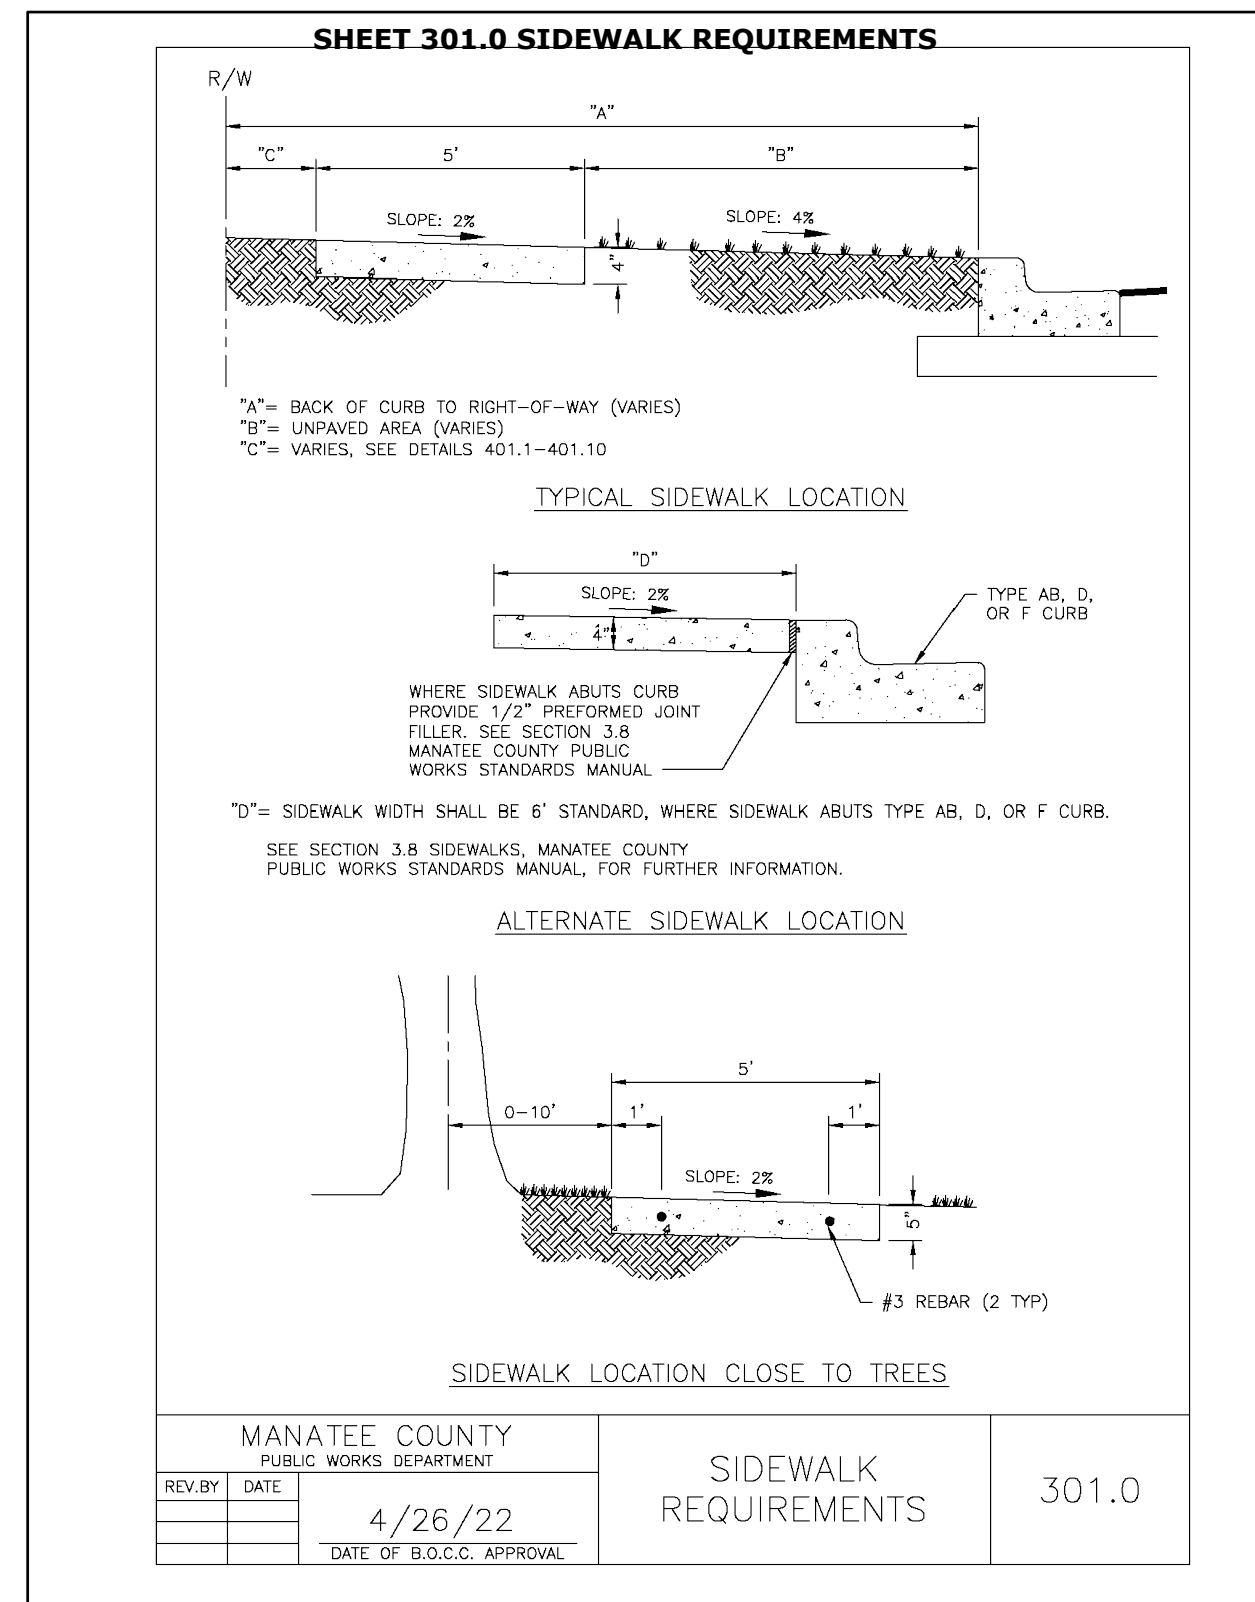 SHEET 301.0 SIDEWALK REQUIREMENTS
R/W
"A"
"C" 5' "B"
SLOPE: 2% SLOPE: 4%
4"
"A"= BACK OF CURB TO RIGHT-OF-WAY (VARIES)
"B"= UNPAVED AREA (VARIES)
"C"= VARIES, SEE DETAILS 401.1-401.10
TYPICAL SIDEWALK LOCATION
"D"
SLOPE: 2%
4"
TYPE AB, D,
OR F CURB
WHERE SIDEWALK ABUTS CURB
PROVIDE 1/2" PREFORMED JOINT
FILLER. SEE SECTION 3.8
MANATEE COUNTY PUBLIC
WORKS STANDARDS MANUAL
"D"= SIDEWALK WIDTH SHALL BE 6' STANDARD, WHERE SIDEWALK ABUTS TYPE AB, D, OR F CURB.
SEE SECTION 3.8 SIDEWALKS, MANATEE COUNTY
PUBLIC WORKS STANDARDS MANUAL, FOR FURTHER INFORMATION.
ALTERNATE SIDEWALK LOCATION
5'
0-10' 1' 1'
SLOPE: 2%
5"
#3 REBAR (2 TYP)
SIDEWALK LOCATION CLOSE TO TREES
MANATEE COUNTY
PUBLIC WORKS DEPARTMENT
REV.BY DATE
4/26/22
DATE OF B.O.C.C. APPROVAL
SIDEWALK
REQUIREMENTS
301.0